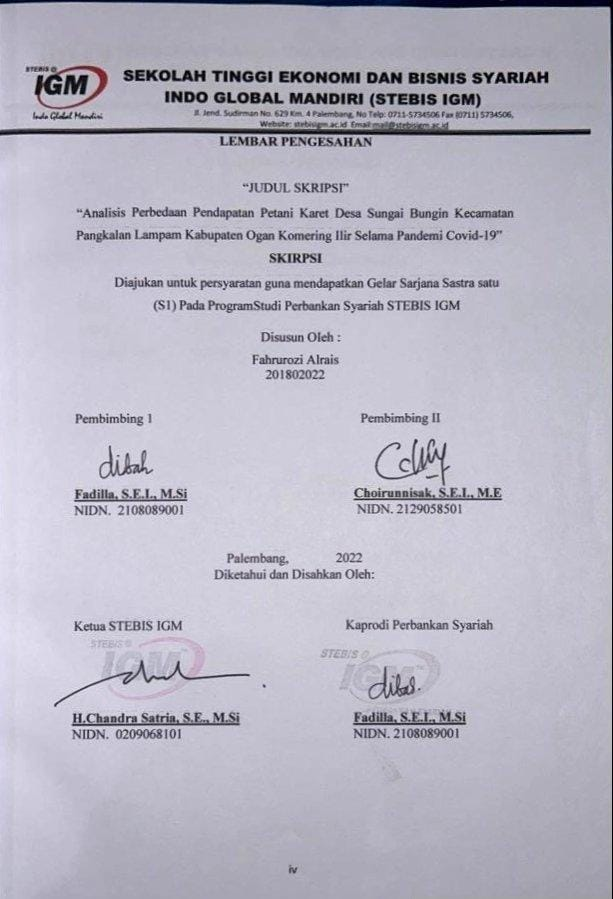 STEBIS
IGM
Indo Global Mandiri
SEKOLAH TINGGI EKONOMI DAN BISNIS SYARIAH
INDO GLOBAL MANDIRI (STEBIS IGM)
Jl. Jend. Sudirman No. 629 Km. 4 Palembang, No Telp: 0711-5734506 Fax (0711) 5734506,
Website: stebisigm.ac.id Email:mail@stebisigm.ac.id
LEMBAR PENGESAHAN
“JUDUL SKRIPSI”
“Analisis Perbedaan Pendapatan Petani Karet Desa Sungai Bungin Kecamatan
Pangkalan Lampam Kabupaten Ogan Komering Ilir Selama Pandemi Covid-19”
SKIRPSI
Diajukan untuk persyaratan guna mendapatkan Gelar Sarjana Sastra satu
(S1) Pada ProgramStudi Perbankan Syariah STEBIS IGM
Disusun Oleh :
Fahrurozi Alrais
201802022
Pembimbing 1 Pembimbing II
Fadilla, S.E.I., M.Si Choirunnisak, S.E.I., M.E
NIDN. 2108089001 NIDN. 2129058501
Palembang, 2022
Diketahui dan Disahkan Oleh:
Ketua STEBIS IGM Kaprodi Perbankan Syariah
STEBIS IGM STEBIS IGM
H.Chandra Satria, S.E., M.Si Fadilla, S.E.I., M.Si
NIDN. 0209068101 NIDN. 2108089001
iv